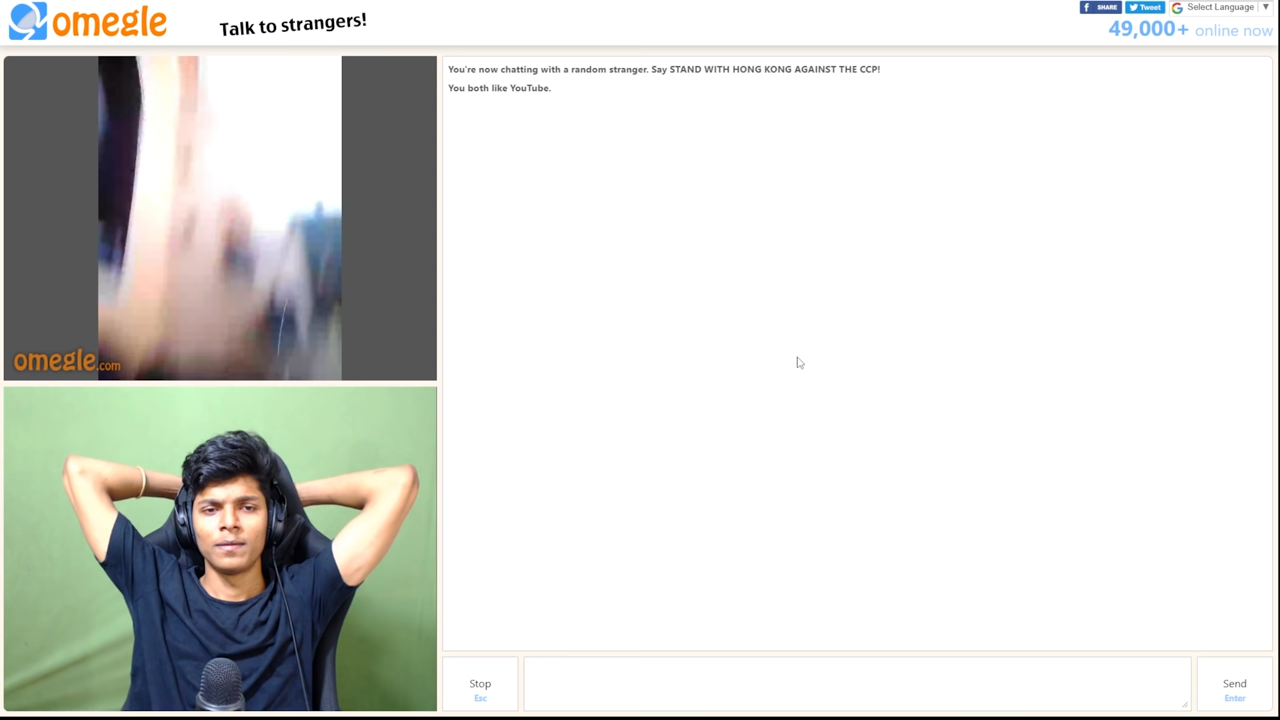 omegle
Talk to strangers!
SHARE
Tweet
Select Language ▼
49,000+ online now
You're now chatting with a random stranger. Say STAND WITH HONG KONG AGAINST THE CCP!
You both like YouTube.
omegle.com
Stop
Esc
Send
Enter